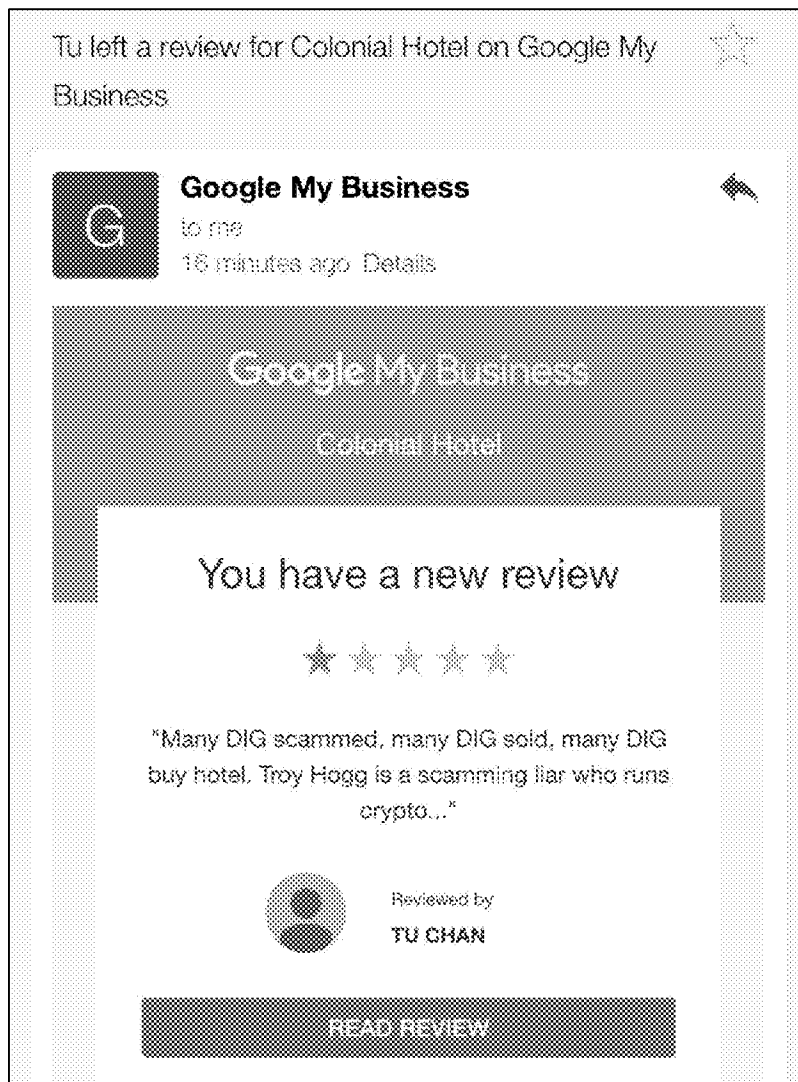 Tu left a review for Colonial Hotel on Google My
Business
G
Google My Business
to me
16 minutes ago Details
Google My Business
Colonial Hotel
You have a new review
"Many DIG scammed, many DIG sold, many DIG
buy hotel. Troy Hogg is a scamming liar who runs
crypto..."
Reviewed by
TU CHAN
READ REVIEW